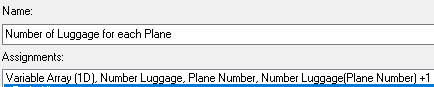 Name:
Number of Luggage for each Plane
Assignments:
Variable Array (1D), Number Luggage, Plane Number, Number Luggage(Plane Number) +1